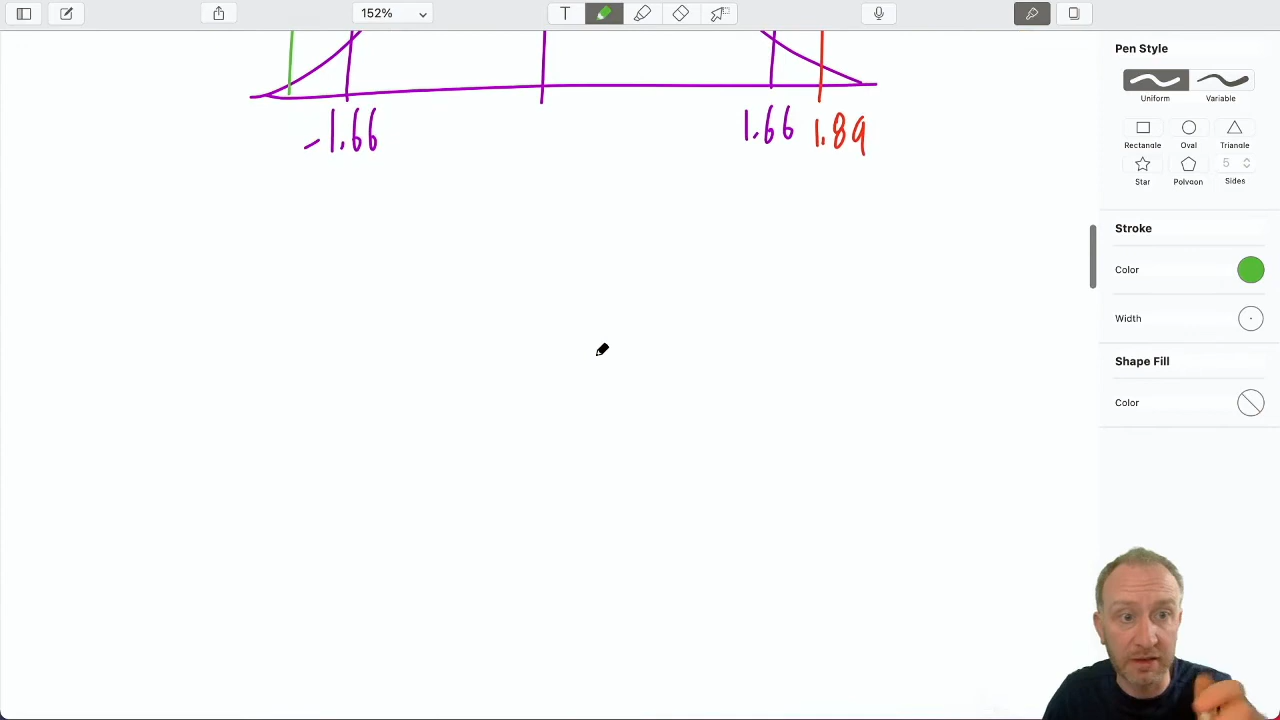 152%
T
Pen Style
Uniform Variable
Rectangle Oval Triangle
5
Star Polygon Sides
-1.66 1.66 1.89
Stroke
Color
Width
Shape Fill
Color